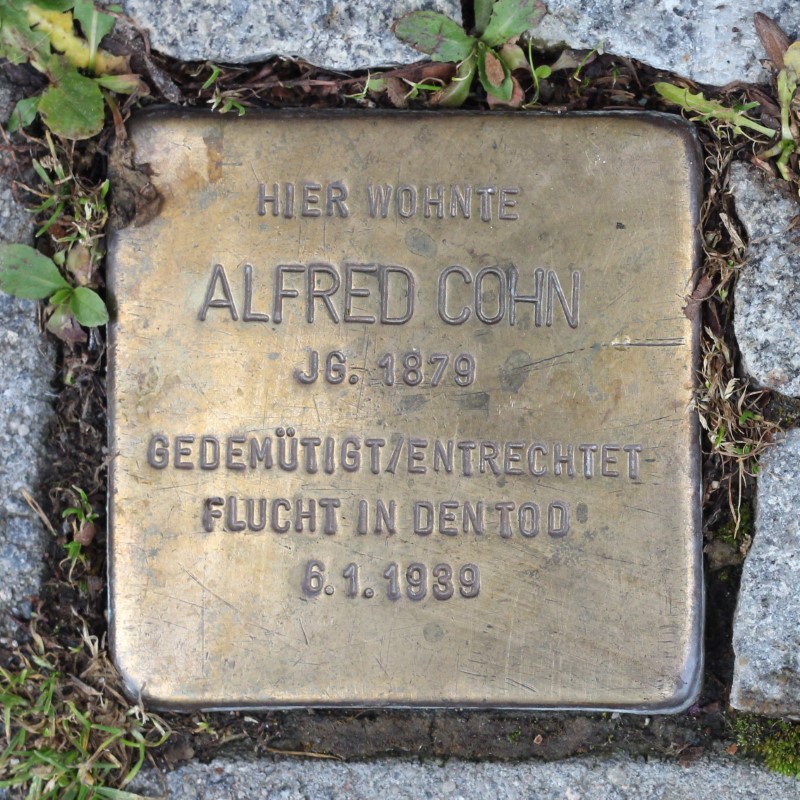 HIER WOHNTE
ALFRED COHN
JG. 1879
GEDEMÜTIGT/ENTRECHTET
FLUCHT IN DEN TOD
6.1.1939